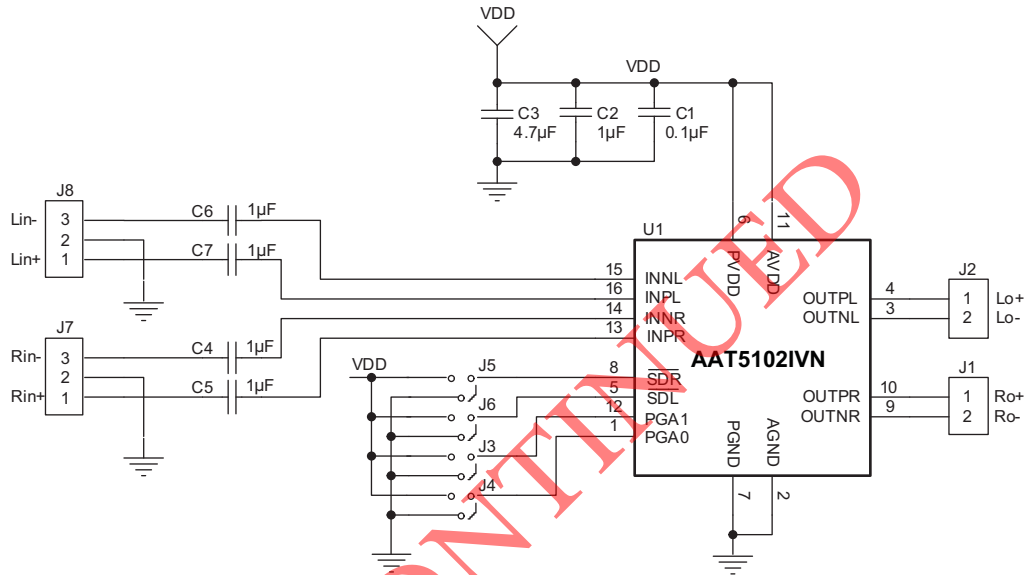 VDD
VDD
C3
4.7µF
C2
1µF
C1
0.1µF
J8
Lin-
3
2
Lin+
1
C6
1µF
C7
1µF
J7
Rin-
3
2
Rin+
1
C4
1µF
C5
1µF
VDD
J5
J6
J3
J4
U1
6
11
PVDD
AVDD
15
INNL
16
INPL
14
INNR
13
INPR
8
SDR
5
SDL
12
PGA1
1
PGA0
AAT5102IVN
OUTPL
4
OUTNL
3
OUTPR
10
OUTNR
9
PGND
AGND
7
2
J2
1
Lo+
2
Lo-
J1
1
Ro+
2
Ro-
ONTINUED